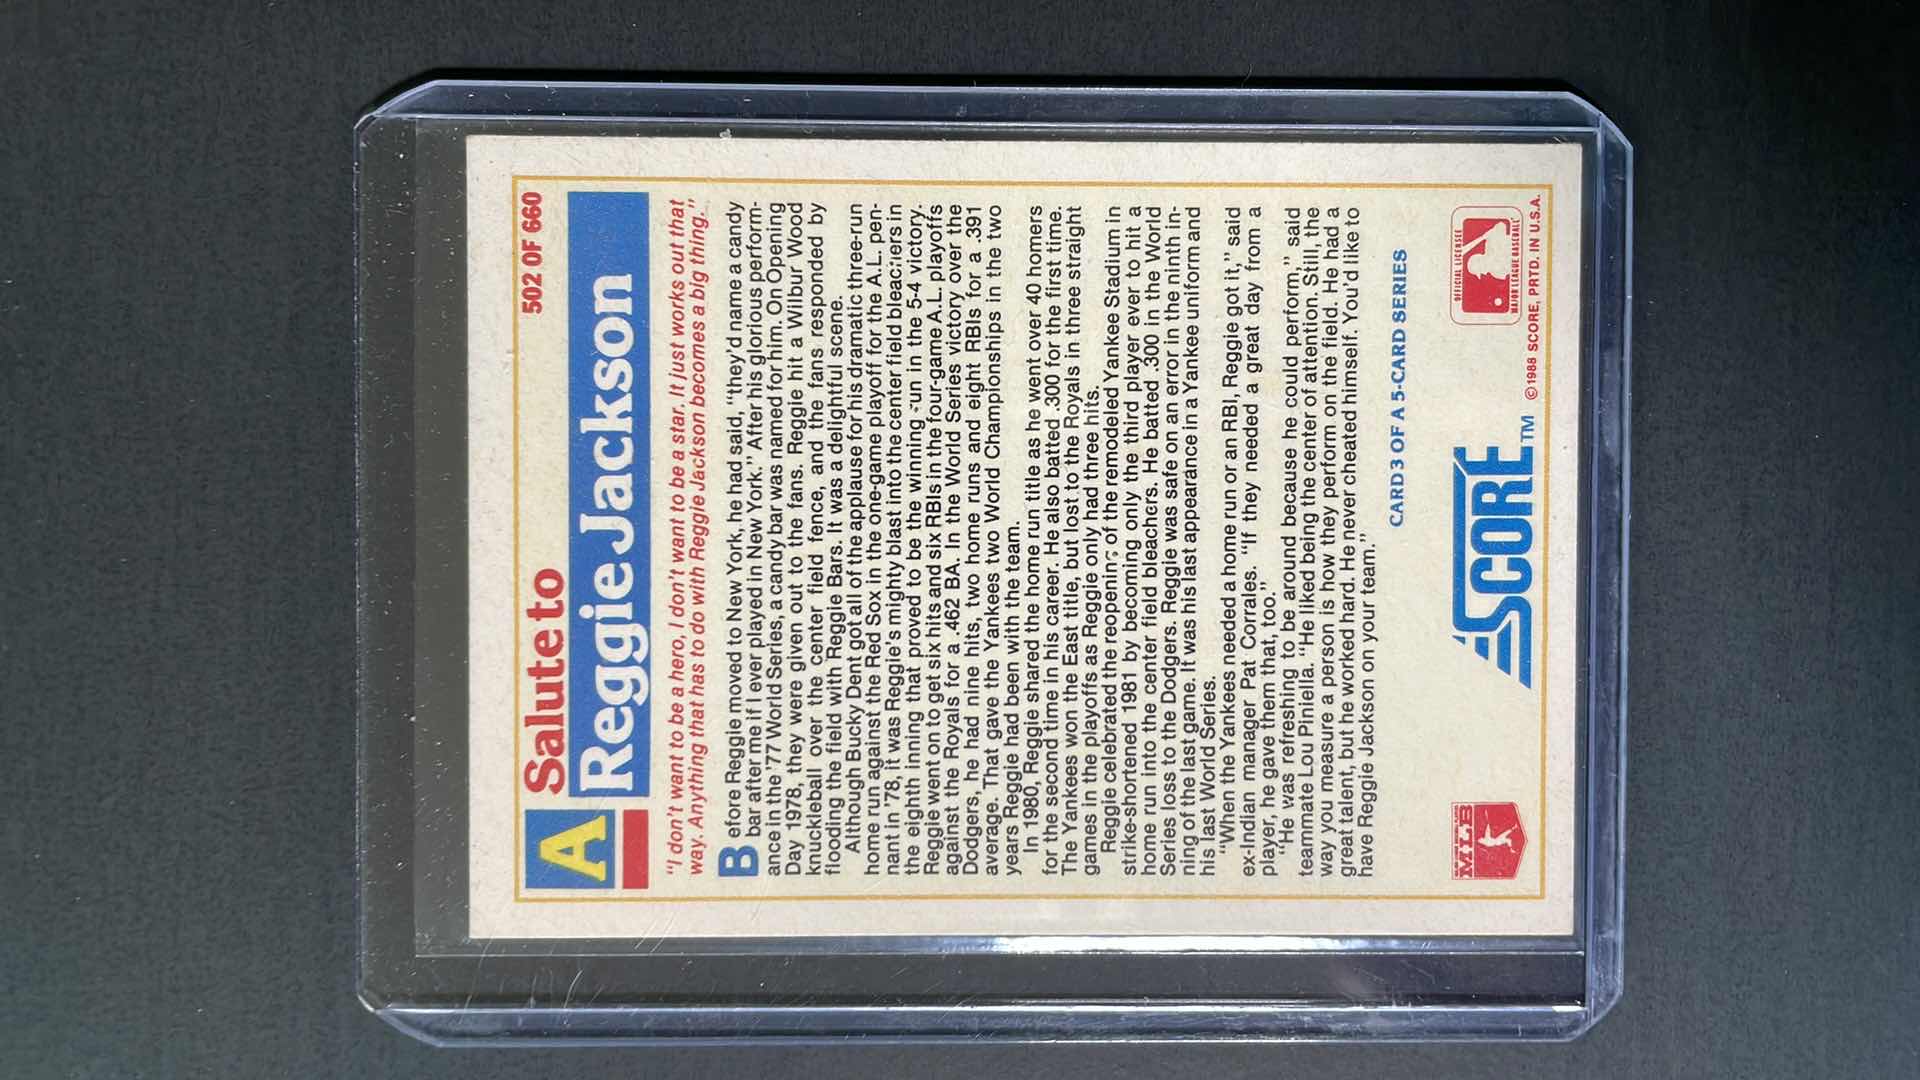 502 OF 660
A Salute to
Reggie Jackson
"I don't want to be a hero, I don't want to be a star. It just works out that
way. Anything that has to do with Reggie Jackson becomes a big thing."
Before Reggie moved to New York, he had said, "they'd name a candy
bar after me if I ever played in New York." After his glorious perform-
ance in the '77 World Series, a candy bar was named for him. On Opening
Day 1978, they were given out to the fans. Reggie hit a Wilbur Wood
knuckleball over the center field fence, and the fans responded by
flooding the field with Reggie Bars. It was a delightful scene.
Although Bucky Dent got all of the applause for his dramatic three-run
home run against the Red Sox in the one-game playoff for the A.L. pen-
nant in '78, it was Reggie's mighty blast into the center field bleachers in
the eighth inning that proved to be the winning run in the 5-4 victory.
Reggie went on to get six hits and six RBIs in the four-game A.L. playoffs
against the Royals for a .462 BA. In the World Series victory over the
Dodgers, he had nine hits, two home runs and eight RBIs for a .391
average. That gave the Yankees two World Championships in the two
years Reggie had been with the team.
In 1980, Reggie shared the home run title as he went over 40 homers
for the second time in his career. He also batted .300 for the first time.
The Yankees won the East title, but lost to the Royals in three straight
games in the playoffs as Reggie only had three hits.
Reggie celebrated the reopening of the remodeled Yankee Stadium in
strike-shortened 1981 by becoming only the third player ever to hit a
home run into the center field bleachers. He batted .300 in the World
Series loss to the Dodgers. Reggie was safe on an error in the ninth in-
ning of the last game. It was his last appearance in a Yankee uniform and
his last World Series.
"When the Yankees needed a home run or an RBI, Reggie got it," said
ex-Indian manager Pat Corrales. "If they needed a great day from a
player, he gave them that, too."
"He was refreshing to be around because he could perform," said
teammate Lou Piniella. "He liked being the center of attention. Still, the
way you measure a person is how they perform on the field. He had a
great talent, but he worked hard. He never cheated himself. You'd like to
have Reggie Jackson on your team."
CARD 3 OF A 5-CARD SERIES
MLB
SCORE™
© 1988 SCORE, PRTD. IN U.S.A.
OFFICIAL LICENSEE
MAJOR LEAGUE BASEBALL